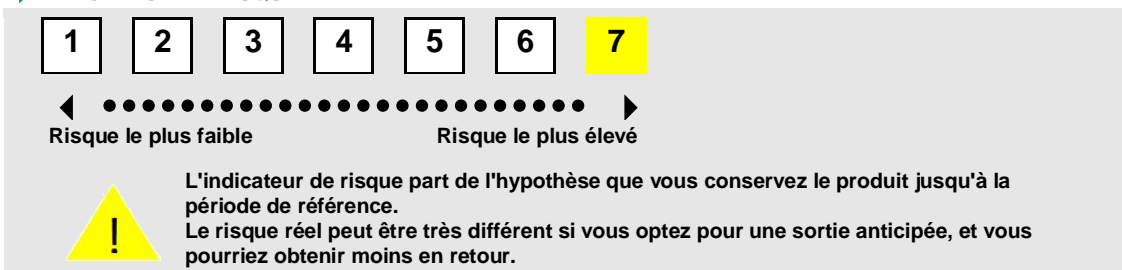 1 2 3 4 5 6 7
Risque le plus faible Risque le plus élevé
L'indicateur de risque part de l'hypothèse que vous conservez le produit jusqu'à la
période de référence.
Le risque réel peut être très différent si vous optez pour une sortie anticipée, et vous
pourriez obtenir moins en retour.
!